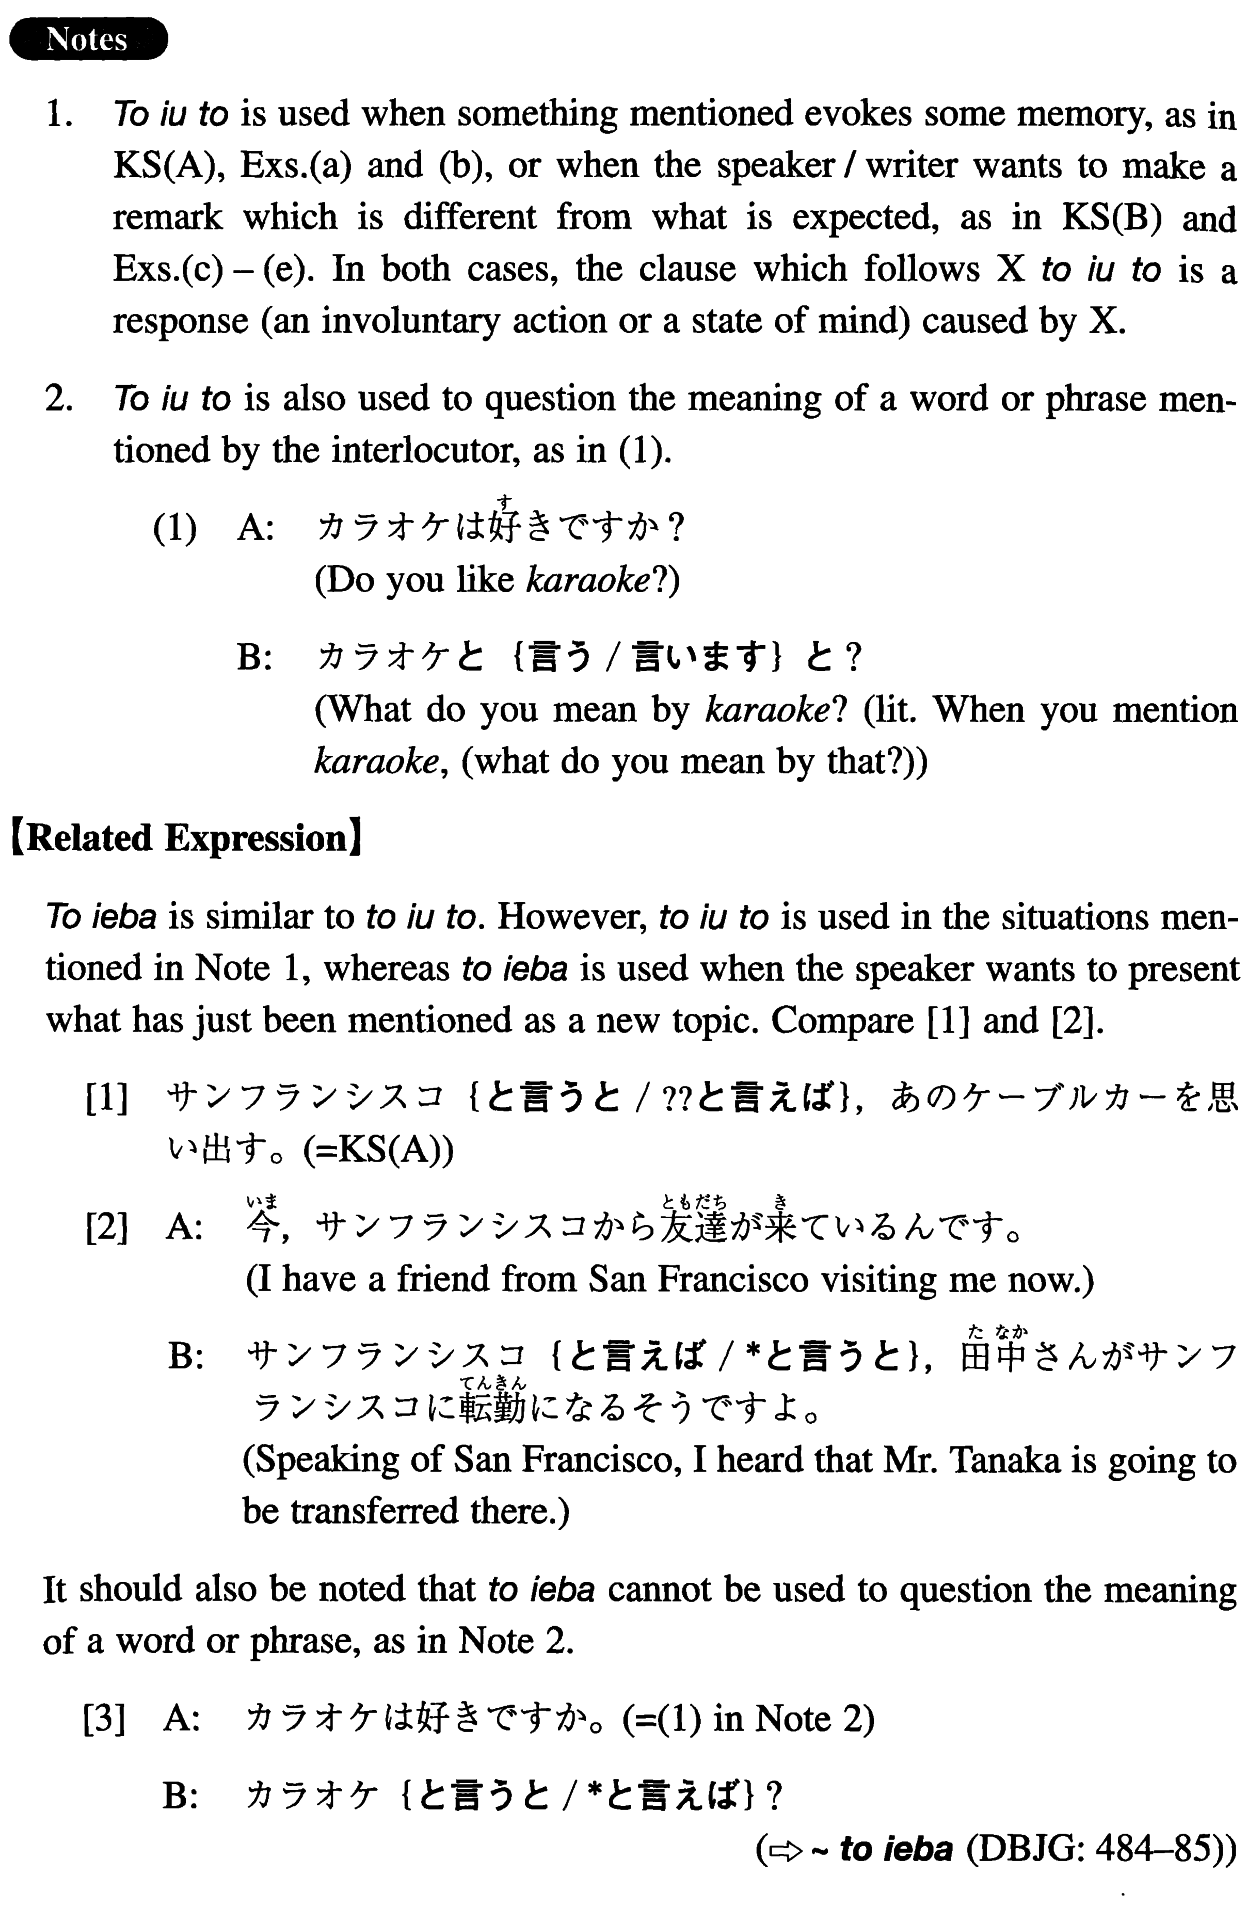 Notes
1. To iu to is used when something mentioned evokes some memory, as in
KS(A), Exs.(a) and (b), or when the speaker / writer wants to make a
remark which is different from what is expected, as in KS(B) and
Exs.(c) – (e). In both cases, the clause which follows X to iu to is a
response (an involuntary action or a state of mind) caused by X.
2. To iu to is also used to question the meaning of a word or phrase men-
tioned by the interlocutor, as in (1).
す
(1) A: カラオケは好きですか？
(Do you like karaoke?)
B: カラオケと {言う / 言います} と？
(What do you mean by karaoke? (lit. When you mention
karaoke, (what do you mean by that?))
【Related Expression】
To ieba is similar to to iu to. However, to iu to is used in the situations men-
tioned in Note 1, whereas to ieba is used when the speaker wants to present
what has just been mentioned as a new topic. Compare [1] and [2].
[1] サンフランシスコ {と言うと / ??と言えば}, あのケーブルカーを思
い出す。(=KS(A))
いま ともだち き
[2] A: 今, サンフランシスコから友達が来ているんです。
(I have a friend from San Francisco visiting me now.)
た なか
B: サンフランシスコ {と言えば / *と言うと}, 田中さんがサンフ
てんきん
ランシスコに転勤になるそうですよ。
(Speaking of San Francisco, I heard that Mr. Tanaka is going to
be transferred there.)
It should also be noted that to ieba cannot be used to question the meaning
of a word or phrase, as in Note 2.
[3] A: カラオケは好きですか。(=(1) in Note 2)
B: カラオケ {と言うと / *と言えば}？
(⇨ ~ to ieba (DBJG: 484–85))